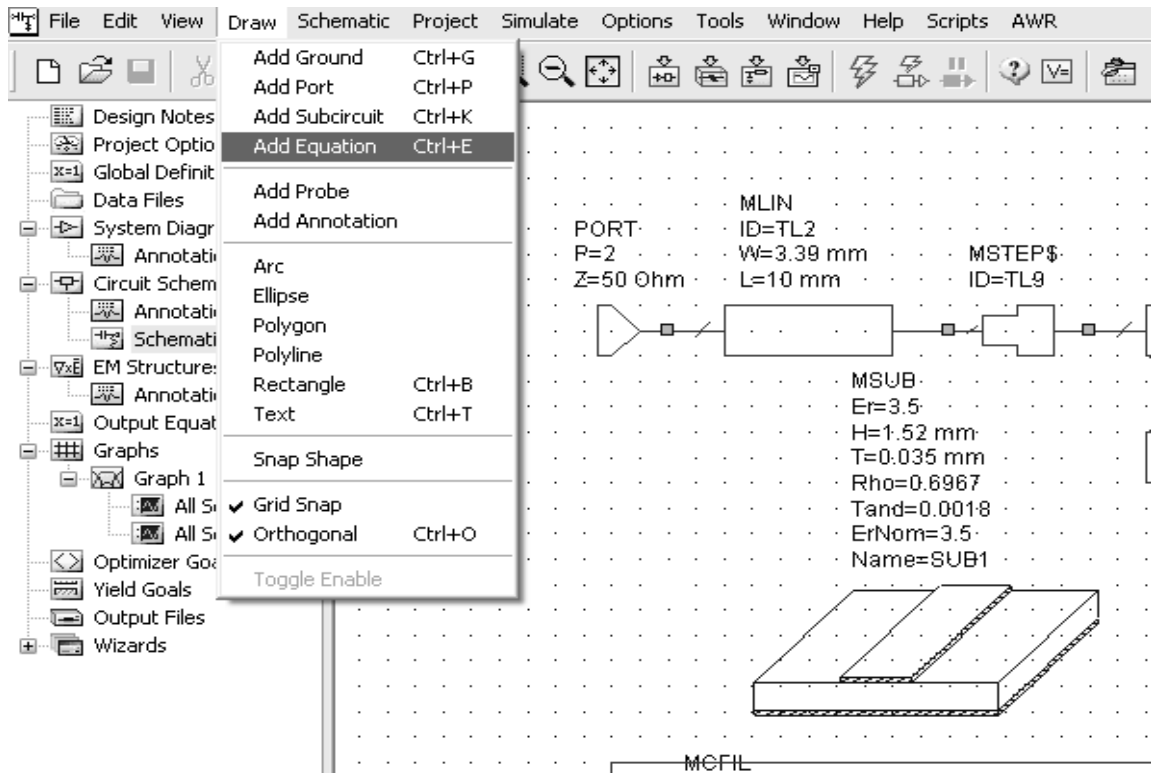 File Edit View Draw Schematic Project Simulate Options Tools Window Help Scripts AWR
Add Ground Ctrl+G
Add Port Ctrl+P
Add Subcircuit Ctrl+K
Add Equation Ctrl+E
Add Probe
Add Annotation
Arc
Ellipse
Polygon
Polyline
Rectangle Ctrl+B
Text Ctrl+T
Snap Shape
Grid Snap
Orthogonal Ctrl+O
Toggle Enable
Design Notes
Project Optio
Global Definit
Data Files
System Diagr
Annotati
Circuit Schem
Annotati
Schemati
EM Structure:
Annotati
Output Equat
Graphs
Graph 1
All S
All S
Optimizer Goa
Yield Goals
Output Files
Wizards
PORT
P=2
Z=50 Ohm
MLIN
ID=TL2
W=3.39 mm
L=10 mm
MSTEP$
ID=TL9
MSUB
Er=3.5
H=1.52 mm
T=0.035 mm
Rho=0.6967
Tand=0.0018
ErNom=3.5
Name=SUB1
MCFIL